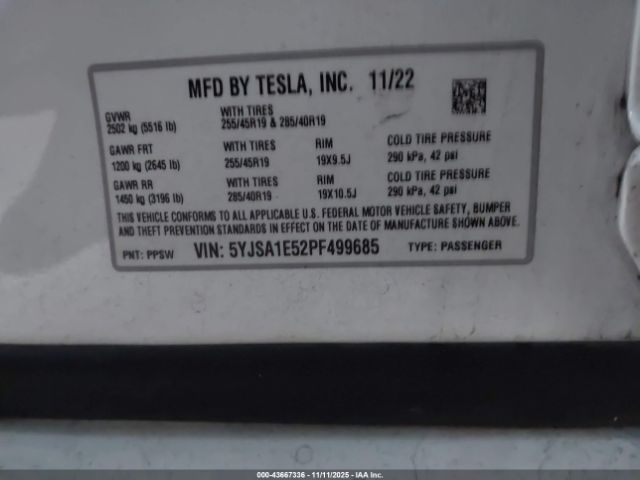 MFD BY TESLA, INC. 11/22
GVWR
2502 kg (5516 lb)
WITH TIRES
255/45R19 & 285/40R19
GAWR FRT
1200 kg (2645 lb)
WITH TIRES
255/45R19
RIM
19X9.5J
COLD TIRE PRESSURE
290 kPa, 42 psi
GAWR RR
1450 kg (3196 lb)
WITH TIRES
285/40R19
RIM
19X10.5J
COLD TIRE PRESSURE
290 kPa, 42 psi
THIS VEHICLE CONFORMS TO ALL APPLICABLE U.S. FEDERAL MOTOR VEHICLE SAFETY, BUMPER
AND THEFT PREVENTION STANDARDS IN EFFECT ON THE DATE OF MANUFACTURE SHOWN ABOVE.
PNT: PPSW VIN: 5YJSA1E52PF499685 TYPE: PASSENGER
000-43667336 - 11/11/2025 - IAA Inc.